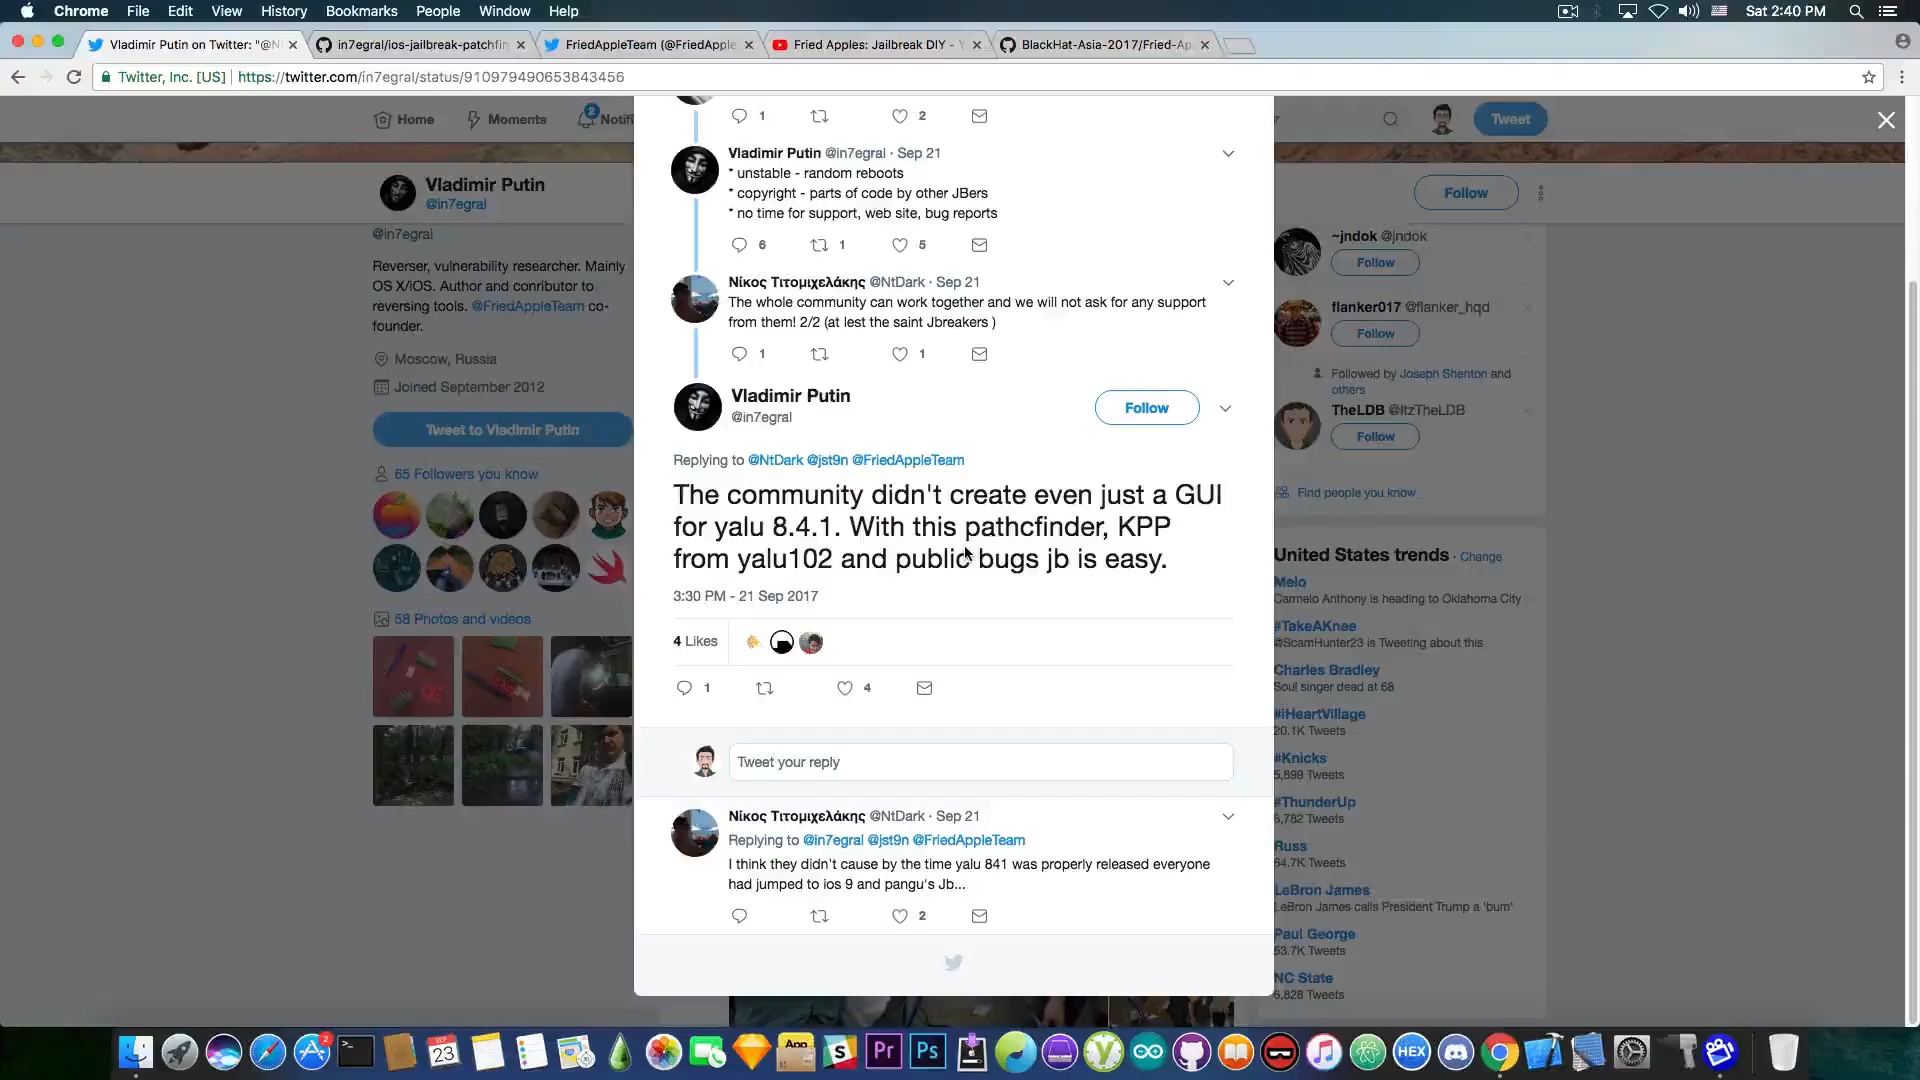 Chrome File Edit View History Bookmarks People Window Help Sat 2:40 PM
Vladimir Putin on Twitter: "@N
in7egral/ios-jailbreak-patchfin
FriedAppleTeam (@FriedApple
Fried Apples: Jailbreak DIY - Y
BlackHat-Asia-2017/Fried-Ap
Twitter, Inc. [US] https://twitter.com/in7egral/status/910979490653843456
Home Moments 2 Notifi Tweet
Vladimir Putin
@in7egral
Follow
@in7egral
Reverser, vulnerability researcher. Mainly
OS X/iOS. Author and conributor to
reversing tools. @FriedAppleTeam co-
founder.
Moscow, Russia
Joined September 2012
Tweet to Vladimir Putin
65 Followers you know
58 Photos and videos
1 2
Vladimir Putin @in7egral · Sep 21
* unstable - random reboots
* copyright - parts of code by other JBers
* no time for support, web site, bug reports
6 1 5
Νίκος Τιτομιχελάκης @NtDark · Sep 21
The whole community can work together and we will not ask for any support
from them! 2/2 (at lest the saint Jbreakers )
1 1
Vladimir Putin
@in7egral
Follow
Replying to @NtDark @jst9n @FriedAppleTeam
The community didn't create even just a GUI
for yalu 8.4.1. With this pathcfinder, KPP
from yalu102 and public bugs jb is easy.
3:30 PM - 21 Sep 2017
4 Likes
1 4
Tweet your reply
Νίκος Τιτομιχελάκης @NtDark · Sep 21
Replying to @in7egral @jst9n @FriedAppleTeam
I think they didn't cause by the time yalu 841 was properly released everyone
had jumped to ios 9 and pangu's Jb...
2
~jndok @jndok
Follow
flanker017 @flanker_hqd
Follow
Followed by Joseph Shenton and
others
TheLDB @ItzTheLDB
Follow
Find people you know
United States trends · Change
Melo
Carmelo Anthony is heading to Oklahoma City
#TakeAKnee
@ScamHunter23 is Tweeting about this
Charles Bradley
Soul singer dead at 68
#iHeartVillage
20.1K Tweets
#Knicks
5,899 Tweets
#ThunderUp
6,782 Tweets
Russ
64.7K Tweets
LeBron James
LeBron James calls President Trump a 'bum'
Paul George
53.7K Tweets
NC State
6,828 Tweets
SEP
23
2
App
Pr
Ps
HEX